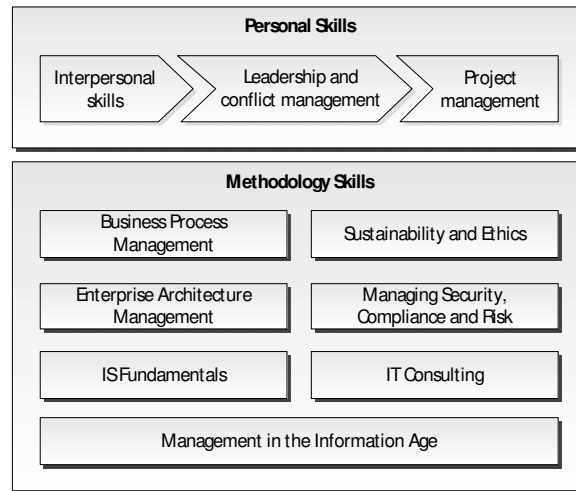 Personal Skills
Interpersonal
skills
Leadership and
conflict management
Project
management
Methodology Skills
Business Process
Management
Sustainability and Ethics
Enterprise Architecture
Management
Managing Security,
Compliance and Risk
IS Fundamentals
IT Consulting
Management in the Information Age